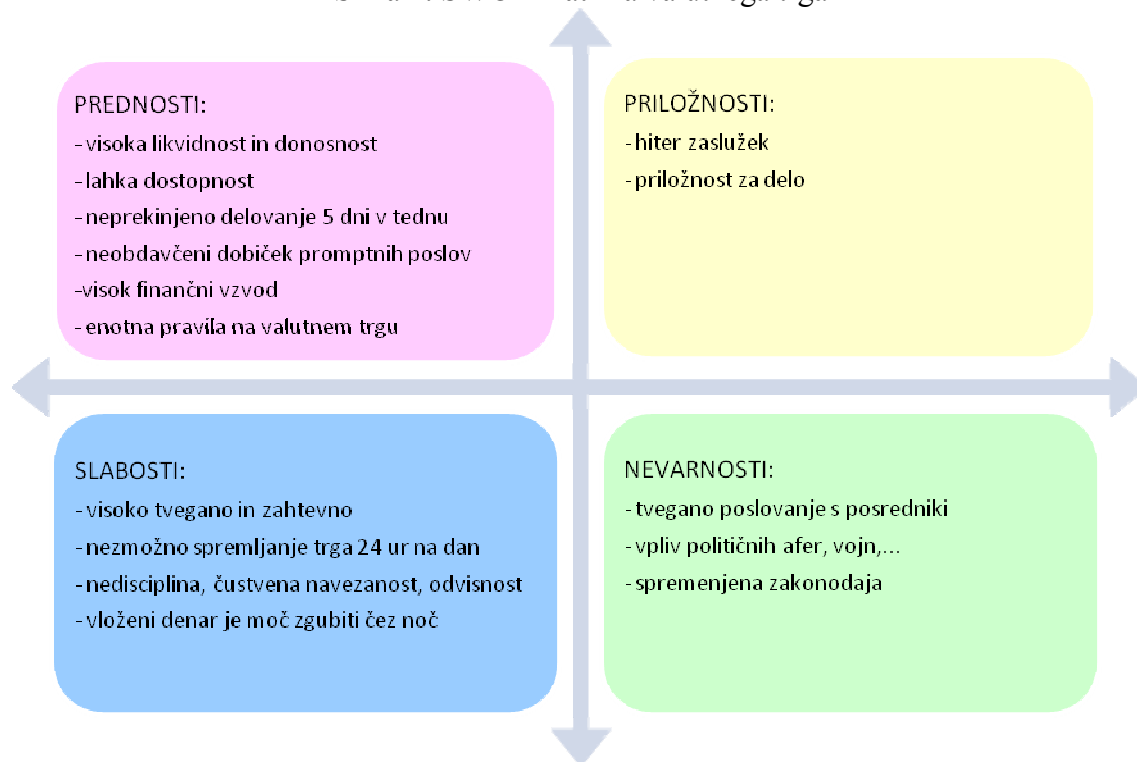 PREDNOSTI:
- visoka likvidnost in donosnost
- lahka dostopnost
- neprekinjeno delovanje 5 dni v tednu
- neobdavčeni dobiček promptnih poslov
-visok finančni vzvod
- enotna pravila na valutnem trgu
PRILOŽNOSTI:
- hiter zaslužek
- priložnost za delo
SLABOSTI:
- visoko tvegano in zahtevno
- nezmožno spremljanje trga 24 ur na dan
- nedisciplina, čustvena navezanost, odvisnost
- vloženi denar je moč zgubiti čez noč
NEVARNOSTI:
- tvegano poslovanje s posredniki
- vpliv političnih afer, vojn,...
- spremenjena zakonodaja